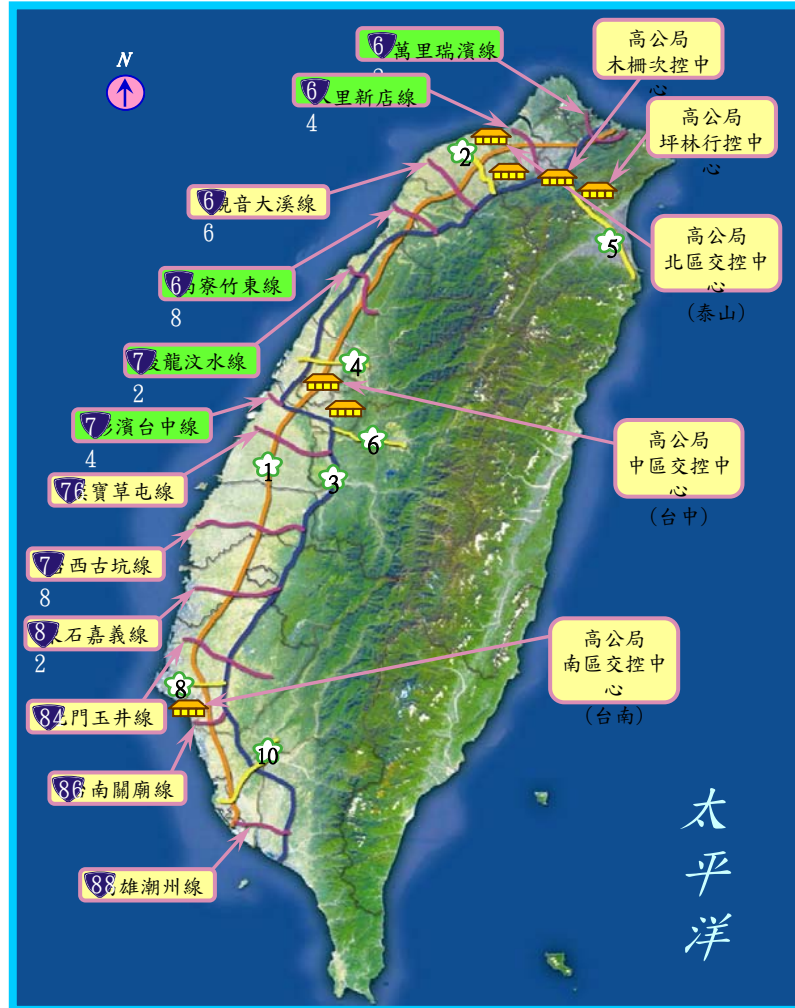 N
6
萬里瑞濱線
2
6
里新店線
4
6
觀音大溪線
6
6
寮竹東線
8
7
龍汶水線
2
7
濱台中線
4
76
寶草屯線
7
西古坑線
8
8
石嘉義線
2
84
門玉井線
86
南關廟線
88
雄潮州線
高公局
木柵次控中
心
高公局
坪林行控中
心
高公局
北區交控中
心
(泰山)
高公局
中區交控中
心
(台中)
高公局
南區交控中
心
(台南)
2
5
4
6
1
3
8
10
太
平
洋